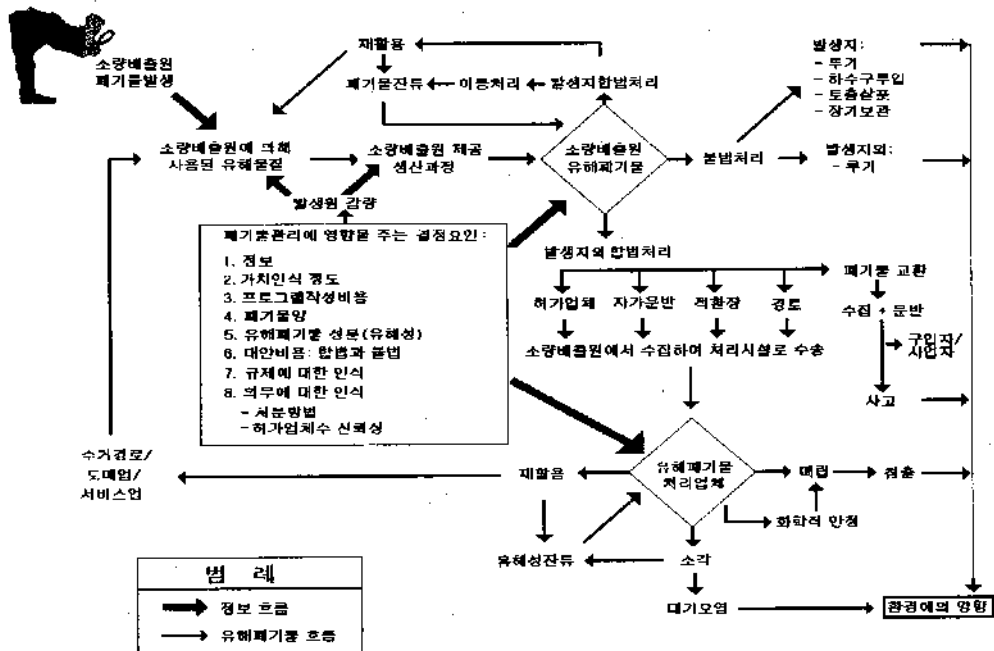 소량배출원
폐기물발생
재활용
폐기물잔류
이동처리
발생지합법처리
발생지:
- 투기
- 하수구투입
- 토출살포
- 장기보관
소량배출원에 의해
사용된 유해물질
소량배출원 제공
생산과정
소량배출원
유해폐기물
불법처리
발생지외:
- 투기
발생원 감량
폐기물관리에 영향을 주는 결정요인:
1. 정보
2. 가치인식 정도
3. 프로그램작성비용
4. 폐기물양
5. 유해폐기물 성분(유해성)
6. 대안비용: 합법과 불법
7. 규제에 대한 인식
8. 의무에 대한 인식
- 처분방법
- 허가업체수 신뢰성
발생지외합법처리
폐기물 교환
허가업체
자가운반
적환장
경로
수집 + 운반
소량배출원에서 수집하여 처리시설로 수송
구입자/
사업자
사고
수거경로/
도매업/
서비스업
재활용
유해폐기물
처리업체
매립
침출
화학적 안정
유해성잔류
소각
대기오염
환경에의 영향
범 례
정보 흐름
유해폐기물 흐름